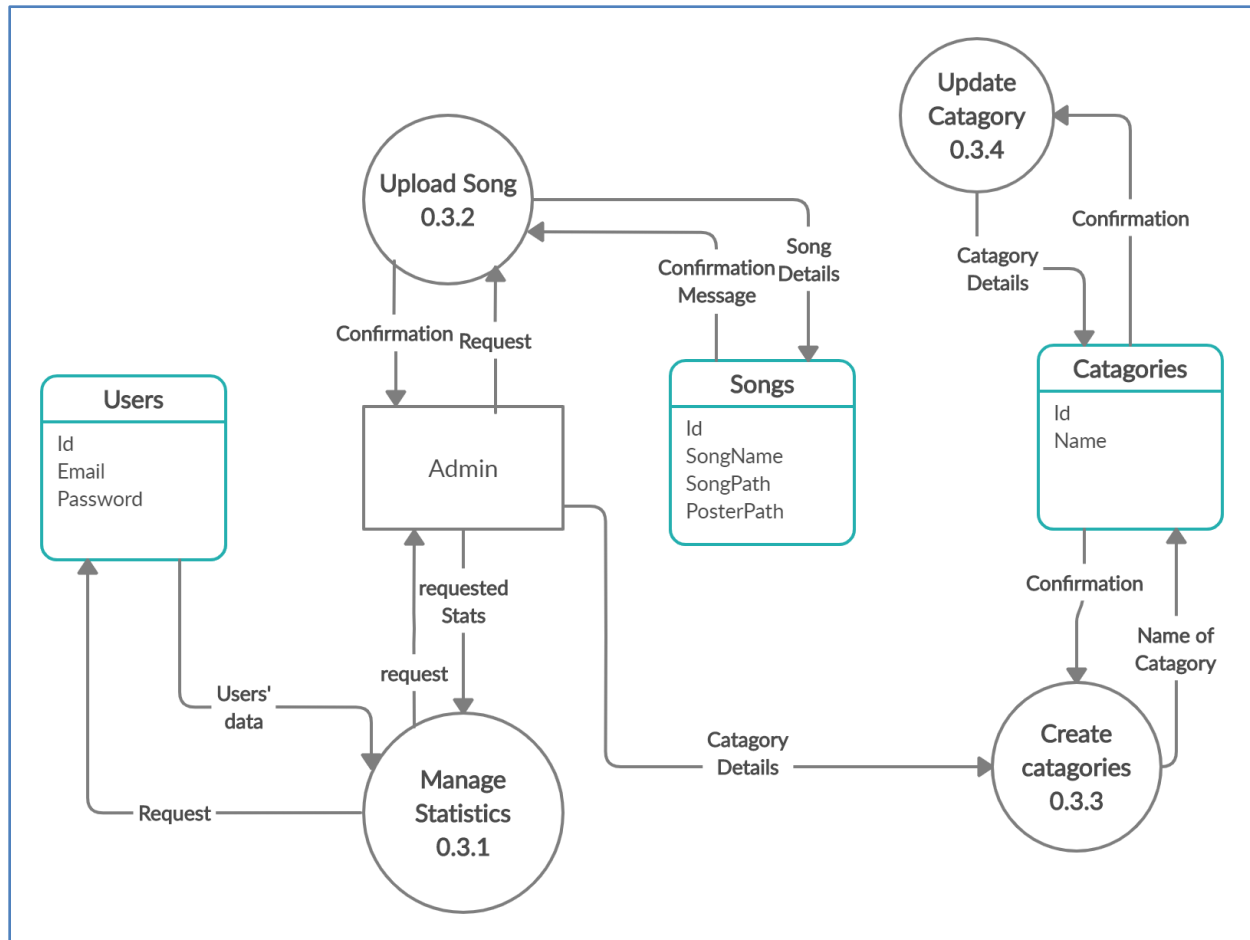 Update
Catagory
0.3.4
Upload Song
0.3.2
Confirmation
Song
Details
Confirmation
Message
Catagory
Details
Confirmation
Request
Users
Id
Email
Password
Admin
Songs
Id
SongName
SongPath
PosterPath
Catagories
Id
Name
requested
Stats
request
Confirmation
Name of
Catagory
Users'
data
Catagory
Details
Create
catagories
0.3.3
Request
Manage
Statistics
0.3.1